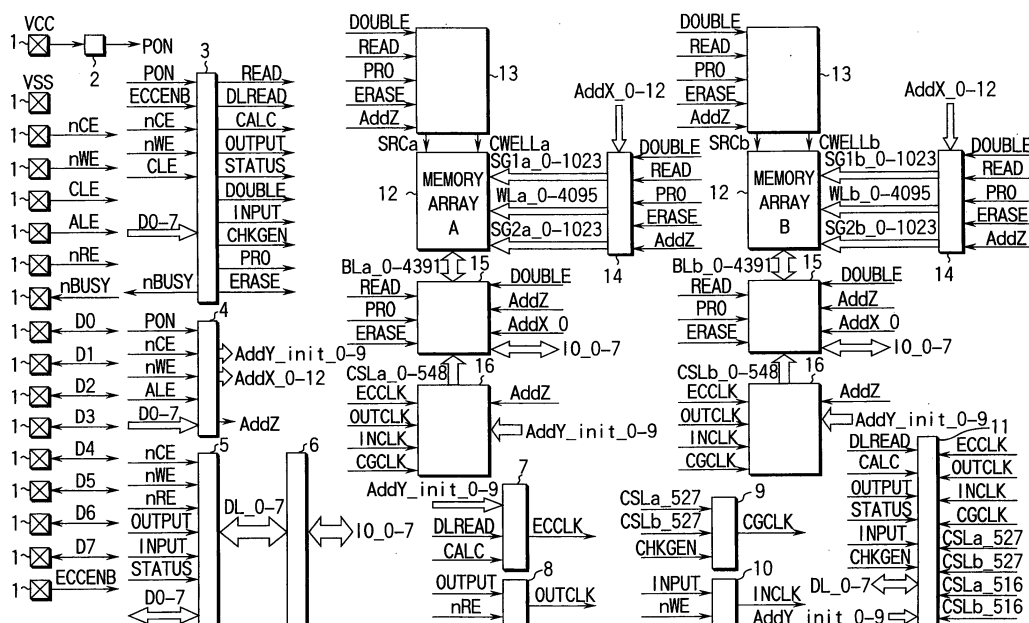 VCC
1
PON
2
VSS
1
1 nCE
1 nWE
1 CLE
1 ALE
1 nRE
1 nBUSY
1 D0
1 D1
1 D2
1 D3
1 D4
1 D5
1 D6
1 D7
1 ECCENB
3
PON READ
ECCENB DLREAD
nCE CALC
nWE OUTPUT
CLE STATUS
DOUBLE
D0-7 INPUT
CHKGEN
PRO
nBUSY ERASE
4
PON
nCE AddY_init_0-9
nWE AddX_0-12
ALE
D0-7 AddZ
5
nCE
nWE
nRE
OUTPUT
INPUT
STATUS
D0-7
DL_0-7
6
IO_0-7
DOUBLE
READ
PRO
ERASE
AddZ
13
SRCa CWELLa
12
MEMORY
ARRAY
A
SG1a_0-1023
WLa_0-4095
SG2a_0-1023
AddX_0-12
DOUBLE
READ
PRO
ERASE
AddZ
14
BLa_0-4391 15
READ DOUBLE
PRO AddZ
AddX_0
ERASE IO_0-7
CSLa_0-548 16
ECCLK AddZ
OUTCLK
INCLK AddY_init_0-9
CGCLK
7
AddY_init_0-9
DLREAD ECCLK
CALC
8
OUTPUT OUTCLK
nRE
DOUBLE
READ
PRO
ERASE
AddZ
13
SRCb CWELLb
12
MEMORY
ARRAY
B
SG1b_0-1023
WLb_0-4095
SG2b_0-1023
AddX_0-12
DOUBLE
READ
PRO
ERASE
AddZ
14
BLb_0-4391 15
READ DOUBLE
PRO AddZ
AddX_0
ERASE IO_0-7
CSLb_0-548 16
ECCLK AddZ
OUTCLK AddY_init_0-9
INCLK
CGCLK
9
CSLa_527
CSLb_527 CGCLK
CHKGEN
10
INPUT INCLK
nWE
11
DLREAD ECCLK
CALC OUTCLK
OUTPUT INCLK
STATUS CGCLK
INPUT CSLa_527
CHKGEN CSLb_527
DL_0-7 CSLa_516
AddY_init_0-9 CSLb_516